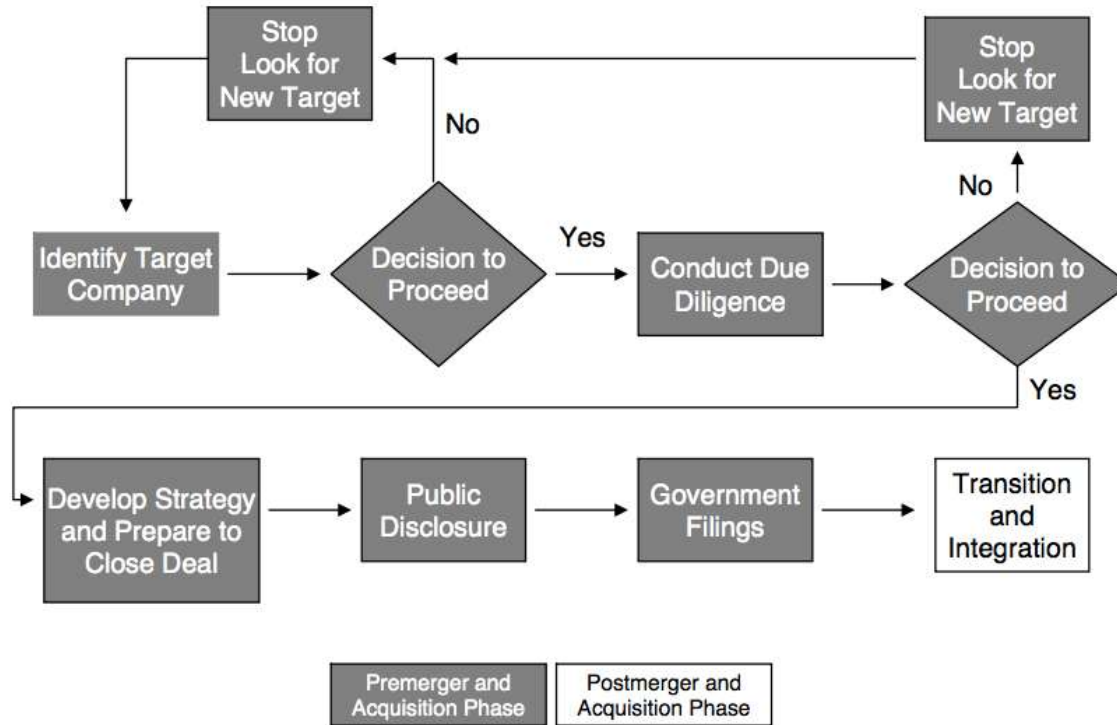 Stop
Look for
New Target
Stop
Look for
New Target
No
No
Identify Target
Company
Decision to
Proceed
Yes
Conduct Due
Diligence
Decision to
Proceed
Yes
Develop Strategy
and Prepare to
Close Deal
Public
Disclosure
Government
Filings
Transition
and
Integration
Premerger and
Acquisition Phase
Postmerger and
Acquisition Phase